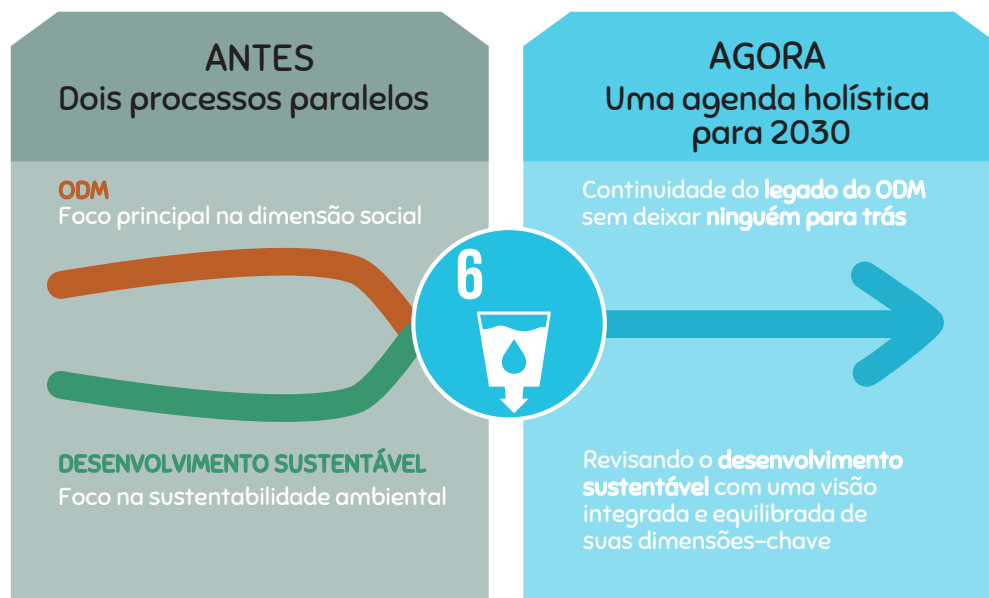 ANTES
Dois processos paralelos
ODM
Foco principal na dimensão social
DESENVOLVIMENTO SUSTENTÁVEL
Foco na sustentabilidade ambiental
6
AGORA
Uma agenda holística
para 2030
Continuidade do legado do ODM
sem deixar ninguém para trás
Revisando o desenvolvimento
sustentável com uma visão
integrada e equilibrada de
suas dimensões-chave